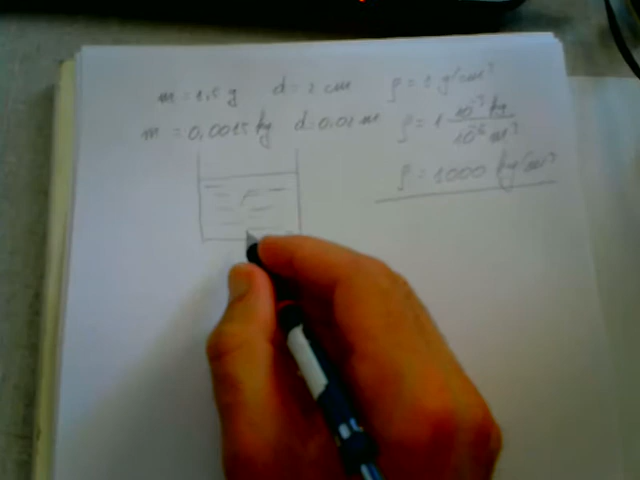 m = 1,5 g d = 1 cm ρ = 1 g/cm³
m = 0,0015 kg d = 0,01 m ρ = 1 10⁻³ kg / 10⁻⁶ m³
ρ = 1000 kg/m³
ρ